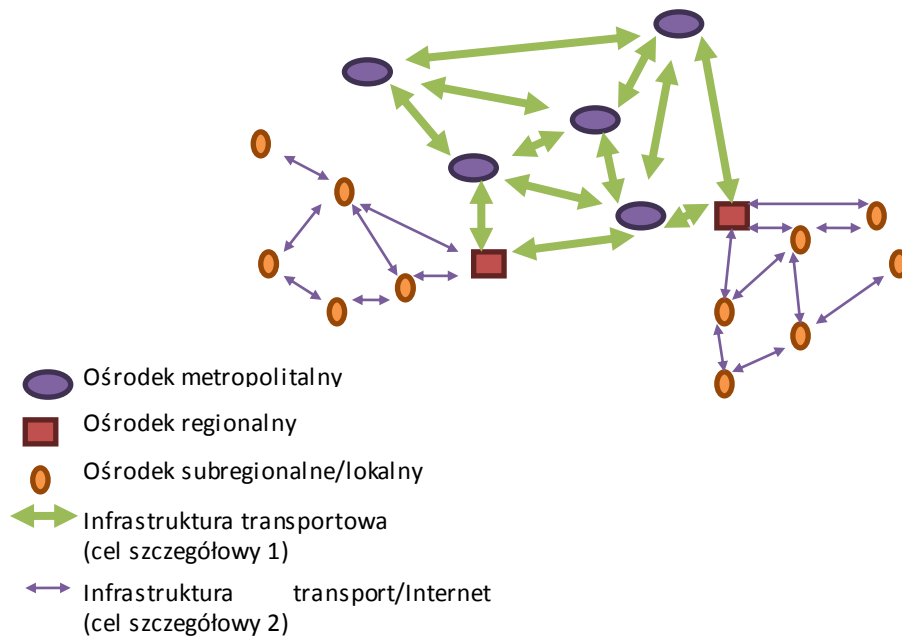 Ośrodek metropolitalny
Ośrodek regionalny
Ośrodek subregionalne/lokalny
Infrastruktura transportowa
(cel szczegółowy 1)
Infrastruktura transport/Internet
(cel szczegółowy 2)